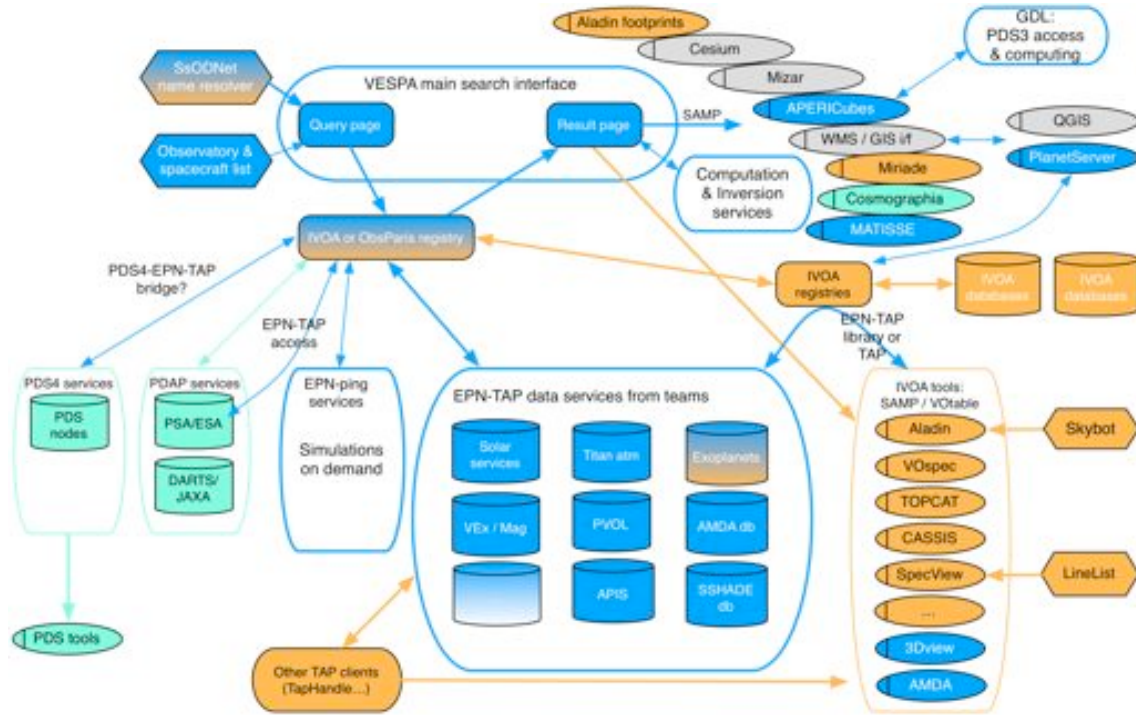 Aladin footprints
Cesium
Mizar
APERICubes
WMS / GIS i/f
Miriade
Cosmographia
MATISSE
GDL:
PDS3 access
& computing
QGIS
PlanetServer
SsODNet
name resolver
Observatory &
spacecraft list
VESPA main search interface
Query page
Result page
SAMP
Computation
& Inversion
services
IVOA or ObsParis registry
IVOA
registries
IVOA
databases
IVOA
databases
PDS4-EPN-TAP
bridge?
EPN-TAP
access
EPN-TAP
library or
TAP
PDS4 services
PDS
nodes
PDS tools
PDAP services
PSA/ESA
DARTS/
JAXA
EPN-ping
services
Simulations
on demand
EPN-TAP data services from teams
Solar
services
Titan atm
Exoplanets
VEx / Mag
PVOL
AMDA db
APIS
SSHADE
db
Other TAP clients
(TapHandle…)
IVOA tools:
SAMP / VOtable
Aladin
VOspec
TOPCAT
CASSIS
SpecView
...
3Dview
AMDA
Skybot
LineList